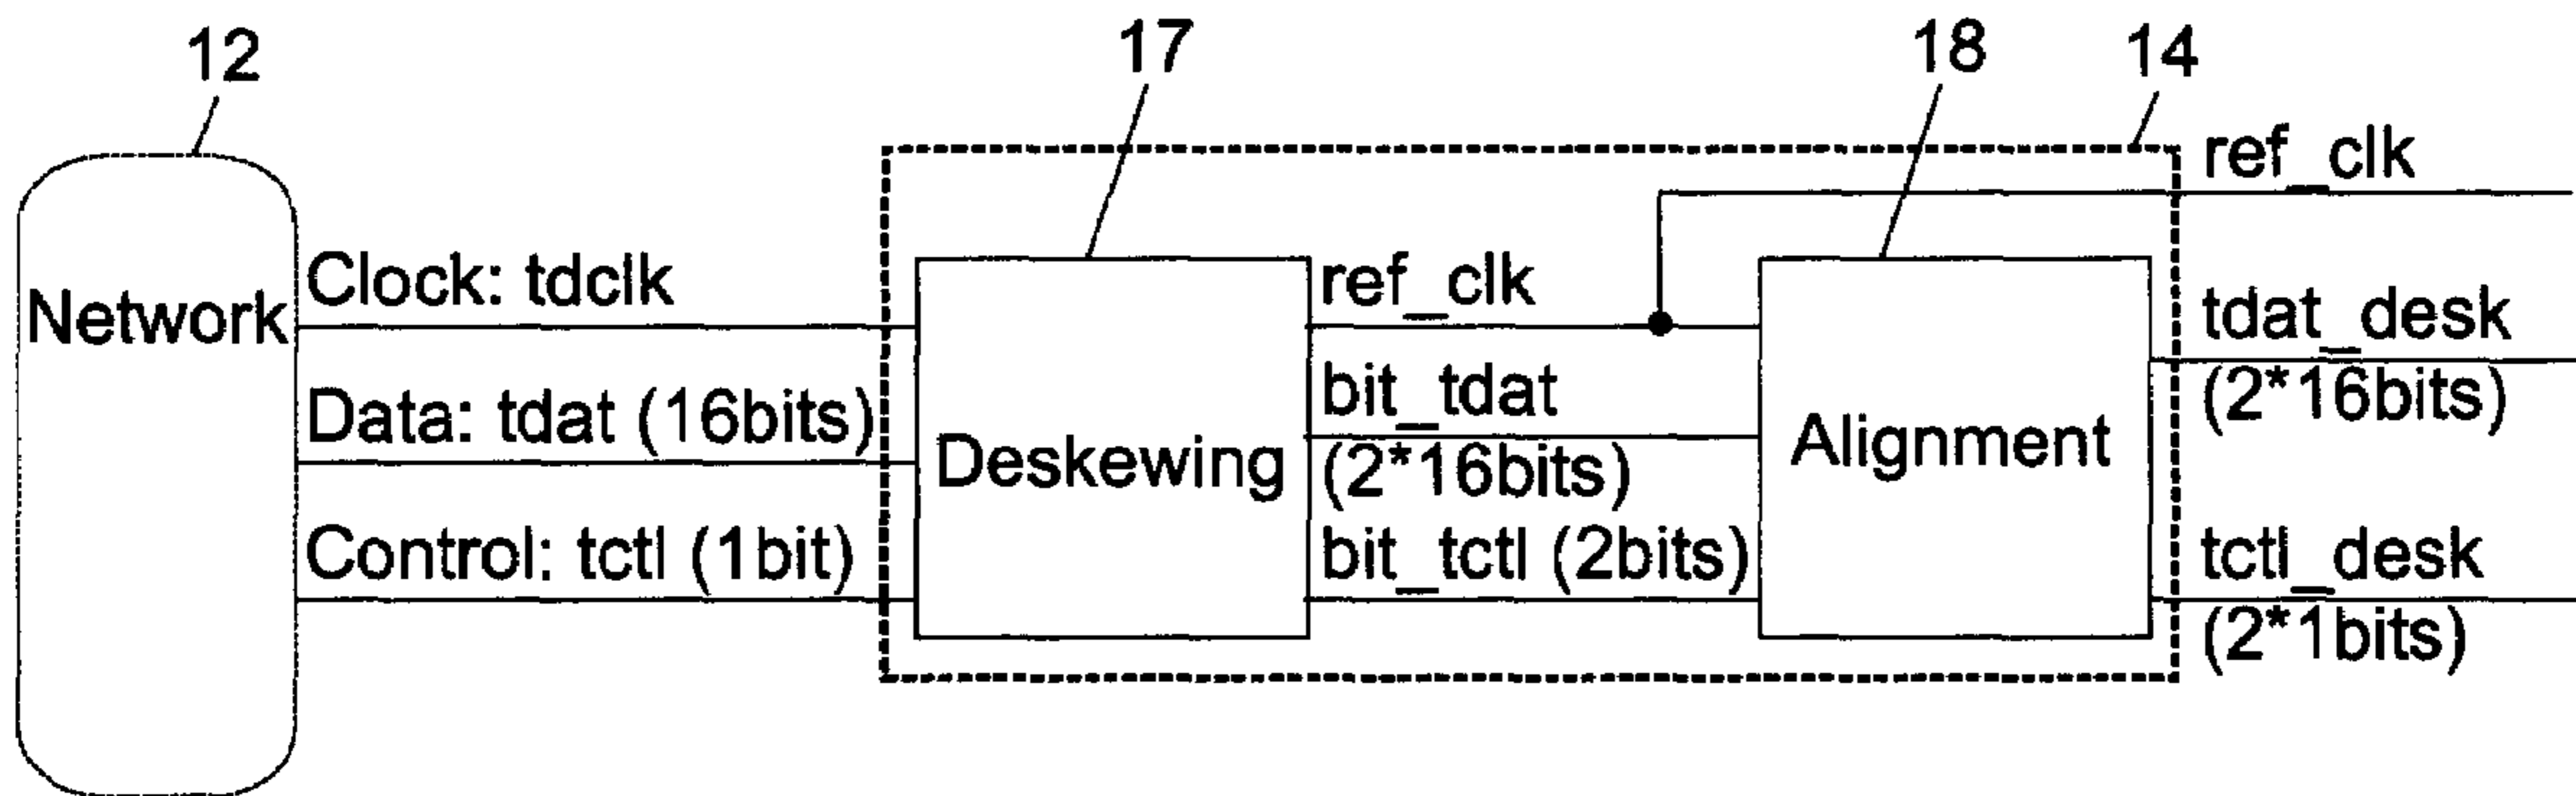 12
17
18
14
Network
Clock: tdclk
Data: tdat (16bits)
Control: tctl (1bit)
Deskewing
ref_clk
bit_tdat
(2*16bits)
bit_tctl (2bits)
Alignment
ref_clk
tdat_desk
(2*16bits)
tctl_desk
(2*1bits)